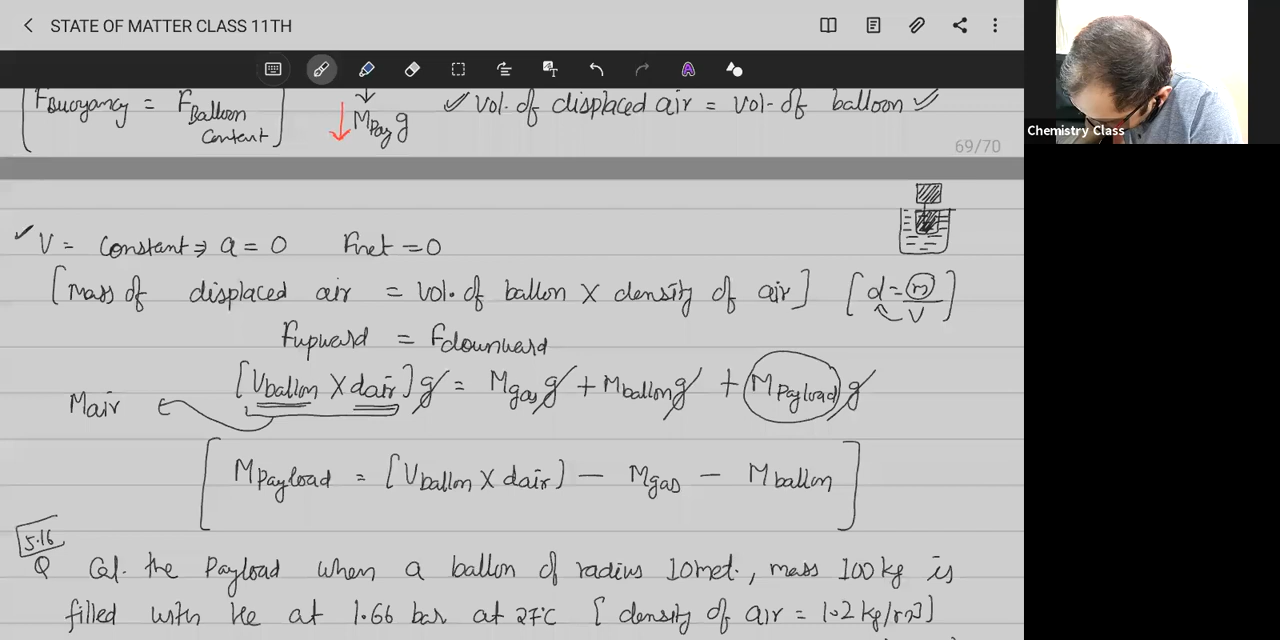 STATE OF MATTER CLASS 11TH
Chemistry Class
[FBuoyancy = FBalloon Content] MPay g ✓ Vol. of displaced air = Vol. of balloon ✓
69/70
✓ V = Constant ⇒ a = 0 Fnet = 0
[Mass of displaced air = Vol. of ballon X density of air] [d = m/V]
Fupward = Fdownward
[Vballon X dair] g = Mgas g + Mballon g + MPayload g
Mair
[MPayload = [Vballon X dair] - Mgas - Mballon]
5.16
Q Cal. the Payload when a ballon of radius 10met., mass 100kg is
filled with He at 1.66 bar at 27°C [density of air = 1.2 kg/m3]